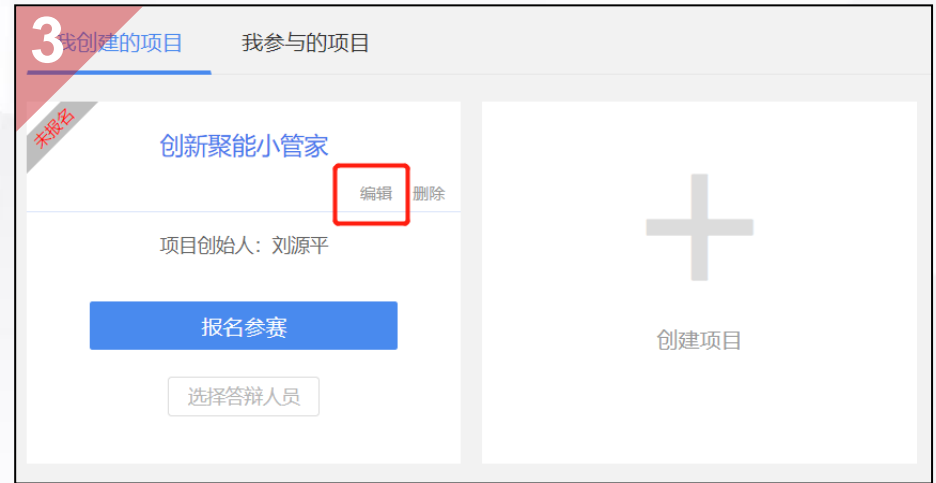 3
我创建的项目 我参与的项目
未报名
创新聚能小管家
编辑 删除
项目创始人：刘源平
报名参赛
选择答辩人员
创建项目